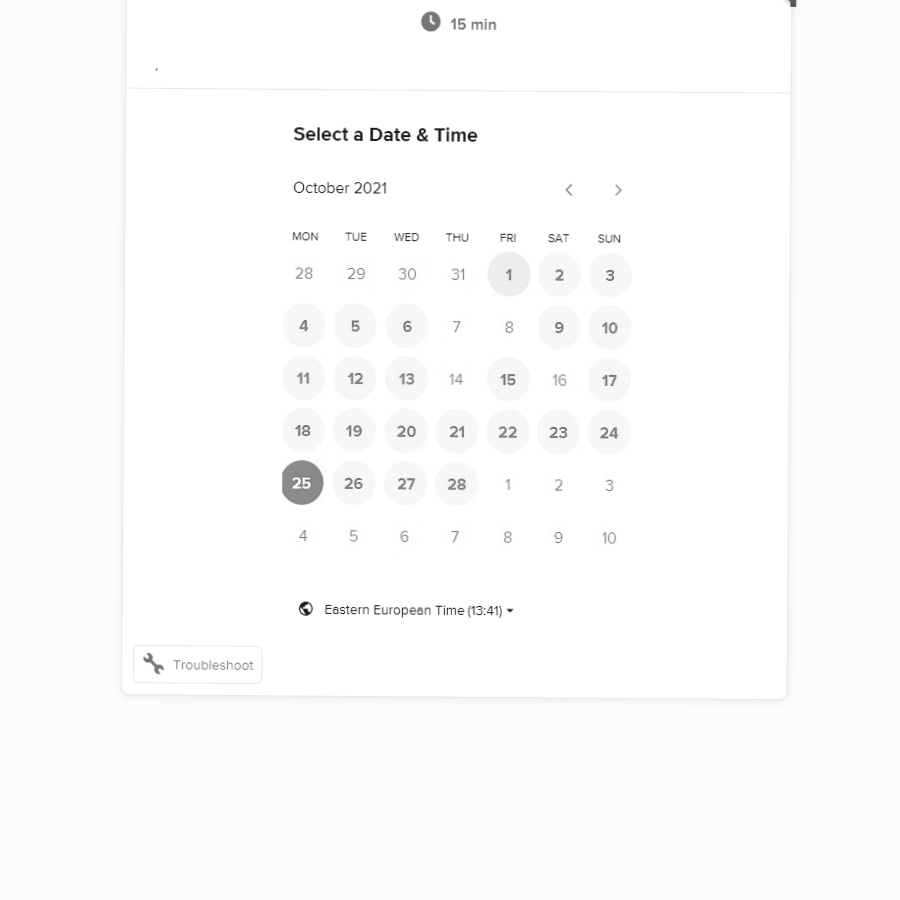 15 min
.
Select a Date & Time
October 2021
MON TUE WED THU FRI SAT SUN
28 29 30 31 1 2 3
4 5 6 7 8 9 10
11 12 13 14 15 16 17
18 19 20 21 22 23 24
25 26 27 28 1 2 3
4 5 6 7 8 9 10
Eastern European Time (13:41)
Troubleshoot